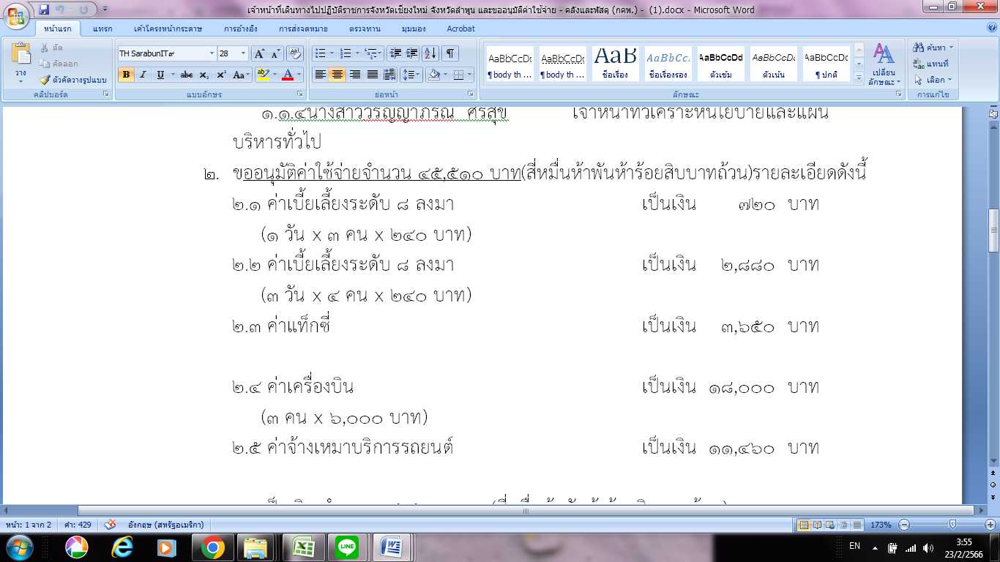 เจ้าหน้าที่เดินทางไปปฏิบัติราชการจังหวัดเชียงใหม่ จังหวัดลำพูน และขออนุมัติค่าใช้จ่าย - คลังและพัสดุ (กคพ.) - (1).docx - Microsoft Word
หน้าแรก แทรก เค้าโครงหน้ากระดาษ การอ้างอิง การส่งจดหมาย ตรวจทาน มุมมอง Acrobat
วาง
ตัด
คัดลอก
ตัวคัดวางรูปแบบ
คลิปบอร์ด
TH SarabunIT๙ 28
B I U abc X₂ X² Aa
แบบอักษร
ย่อหน้า
AaBbCcDc AaBbCcDc AaB AaBbCc. AaBbCcDd AaBbCcDc AaBbCcDc
¶ body th ... ¶ body th ... ชื่อเรื่อง ชื่อเรื่องรอง ตัวเข้ม ตัวเน้น ¶ ปกติ
ลักษณะ
เปลี่ยน
ลักษณะ
ค้นหา
แทนที่
เลือก
การแก้ไข
๑.๑.๔นางสาววรัญญาภรณ์ ศรีสุข เจ้าหน้าที่วิเคราะห์นโยบายและแผน
บริหารทั่วไป
๒. ขออนุมัติค่าใช้จ่ายจำนวน ๔๕,๕๑๐ บาท(สี่หมื่นห้าพันห้าร้อยสิบบาทถ้วน)รายละเอียดดังนี้
๒.๑ ค่าเบี้ยเลี้ยงระดับ ๘ ลงมา เป็นเงิน ๗๒๐ บาท
(๑ วัน x ๓ คน x ๒๔๐ บาท)
๒.๒ ค่าเบี้ยเลี้ยงระดับ ๘ ลงมา เป็นเงิน ๒,๘๘๐ บาท
(๓ วัน x ๔ คน x ๒๔๐ บาท)
๒.๓ ค่าแท็กซี่ เป็นเงิน ๓,๖๕๐ บาท
๒.๔ ค่าเครื่องบิน เป็นเงิน ๑๘,๐๐๐ บาท
(๓ คน x ๖,๐๐๐ บาท)
๒.๕ ค่าจ้างเหมาบริการรถยนต์ เป็นเงิน ๑๑,๔๖๐ บาท
หน้า: 1 จาก 2 คำ: 429 อังกฤษ (สหรัฐอเมริกา) 173%
EN 3:55
23/2/2566